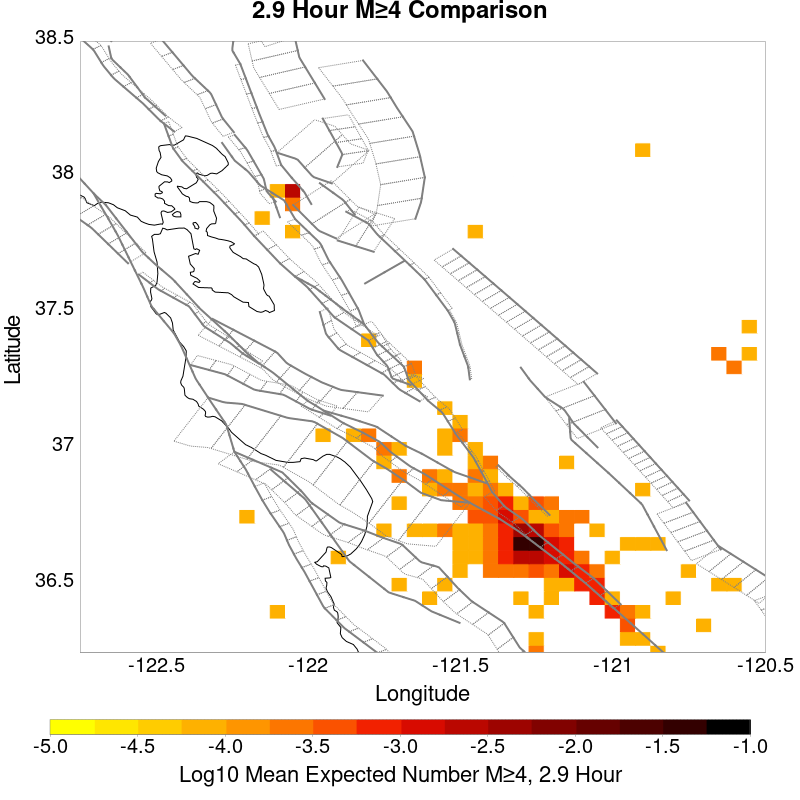 2.9 Hour M≥4 Comparison
38.5
38
37.5
37
36.5
Latitude
-122.5 -122 -121.5 -121 -120.5
Longitude
-5.0 -4.5 -4.0 -3.5 -3.0 -2.5 -2.0 -1.5 -1.0
Log10 Mean Expected Number M≥4, 2.9 Hour